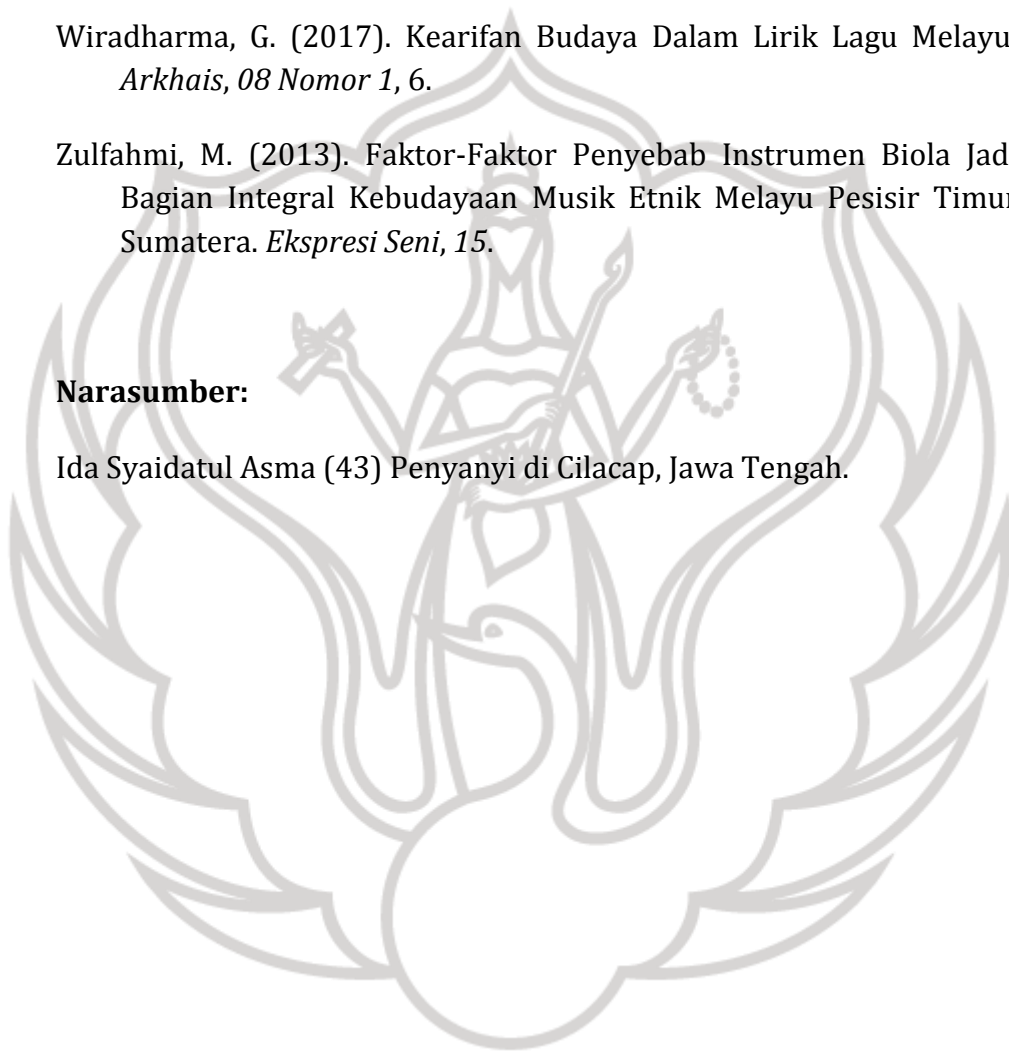 Wiradharma, G. (2017). Kearifan Budaya Dalam Lirik Lagu Melayu
Arkhais, 08 Nomor 1, 6.
Zulfahmi, M. (2013). Faktor-Faktor Penyebab Instrumen Biola Jad
Bagian Integral Kebudayaan Musik Etnik Melayu Pesisir Timur
Sumatera. Ekspresi Seni, 15.
Narasumber:
Ida Syaidatul Asma (43) Penyanyi di Cilacap, Jawa Tengah.